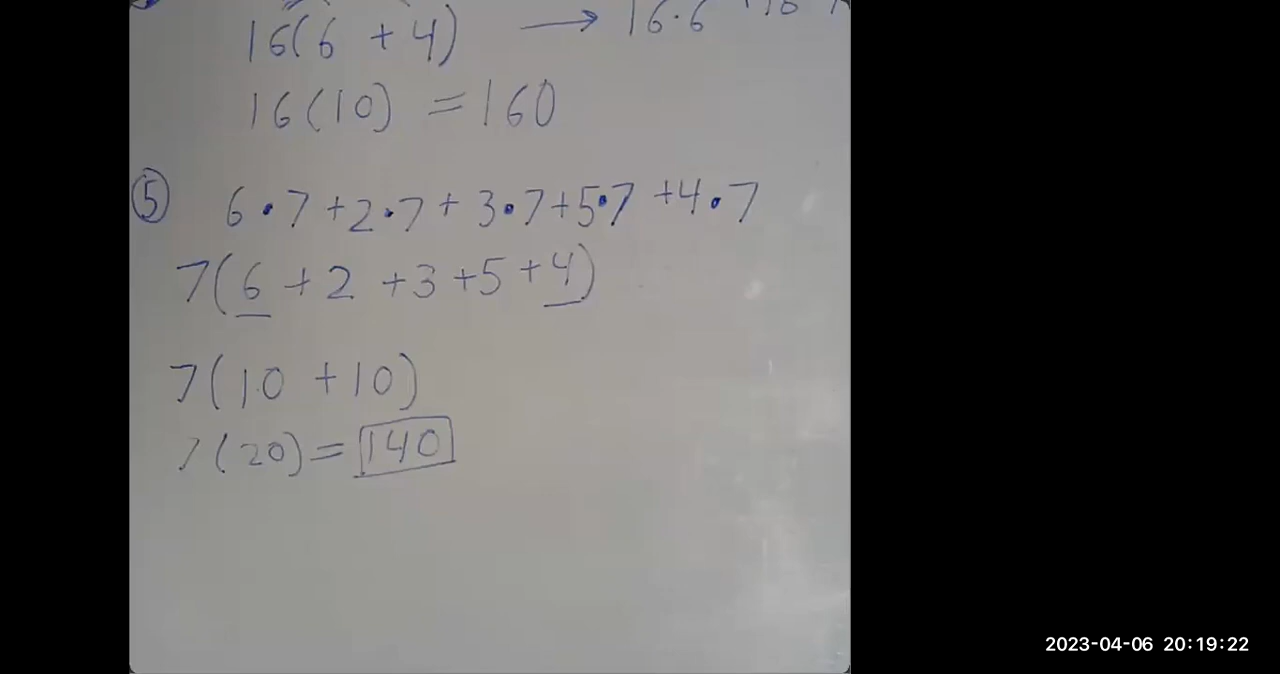 16(6 + 4) → 16·6
16(10) = 160
⑤ 6·7 + 2·7 + 3·7 + 5·7 + 4·7
7(6 + 2 + 3 + 5 + 4)
7(10 + 10)
7(20) = 140
2023-04-06 20:19:22